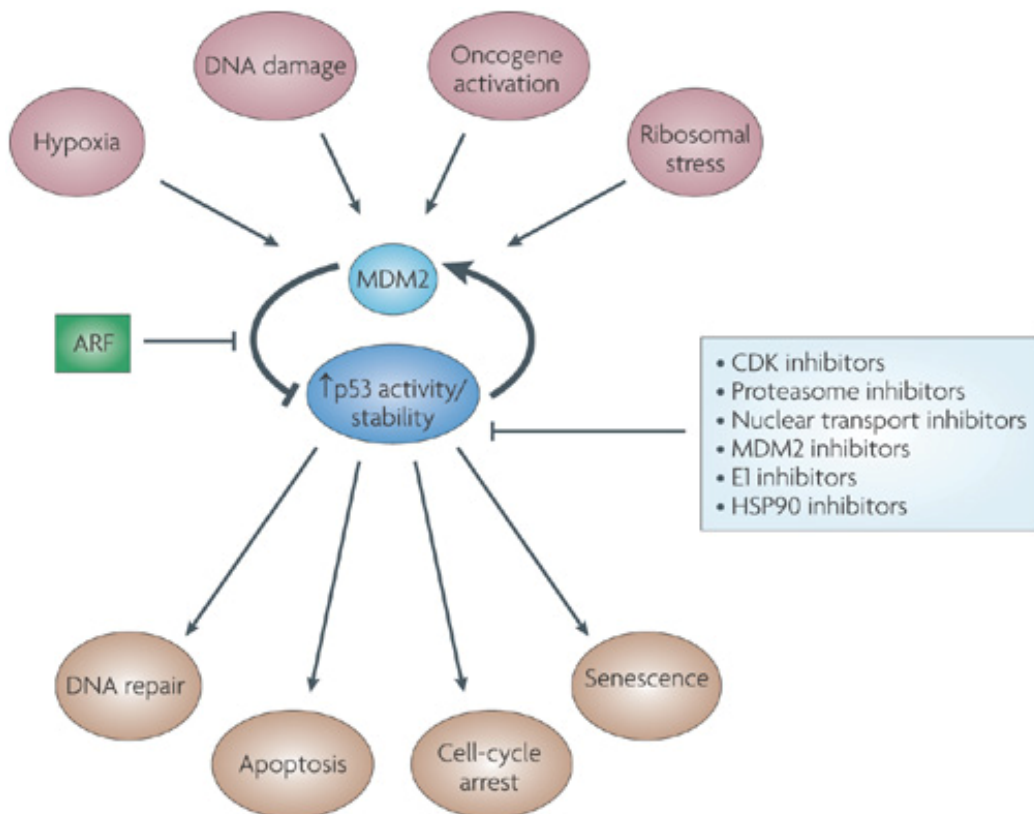 DNA damage
Oncogene
activation
Hypoxia
Ribosomal
stress
MDM2
ARF
↑p53 activity/
stability
• CDK inhibitors
• Proteasome inhibitors
• Nuclear transport inhibitors
• MDM2 inhibitors
• E1 inhibitors
• HSP90 inhibitors
DNA repair
Apoptosis
Cell-cycle
arrest
Senescence